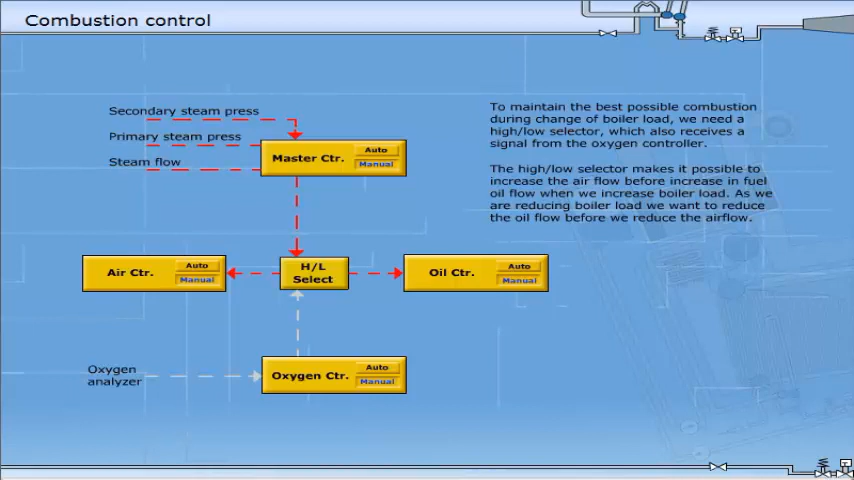 Combustion control
Secondary steam press
Primary steam press
Steam flow
Master Ctr.
Auto
Manual
To maintain the best possible combustion
during change of boiler load, we need a
high/low selector, which also receives a
signal from the oxygen controller.
The high/low selector makes it possible to
increase the air flow before increase in fuel
oil flow when we increase boiler load. As we
are reducing boiler load we want to reduce
the oil flow before we reduce the airflow.
Air Ctr.
Auto
Manual
H/L
Select
Oil Ctr.
Auto
Manual
Oxygen
analyzer
Oxygen Ctr.
Auto
Manual